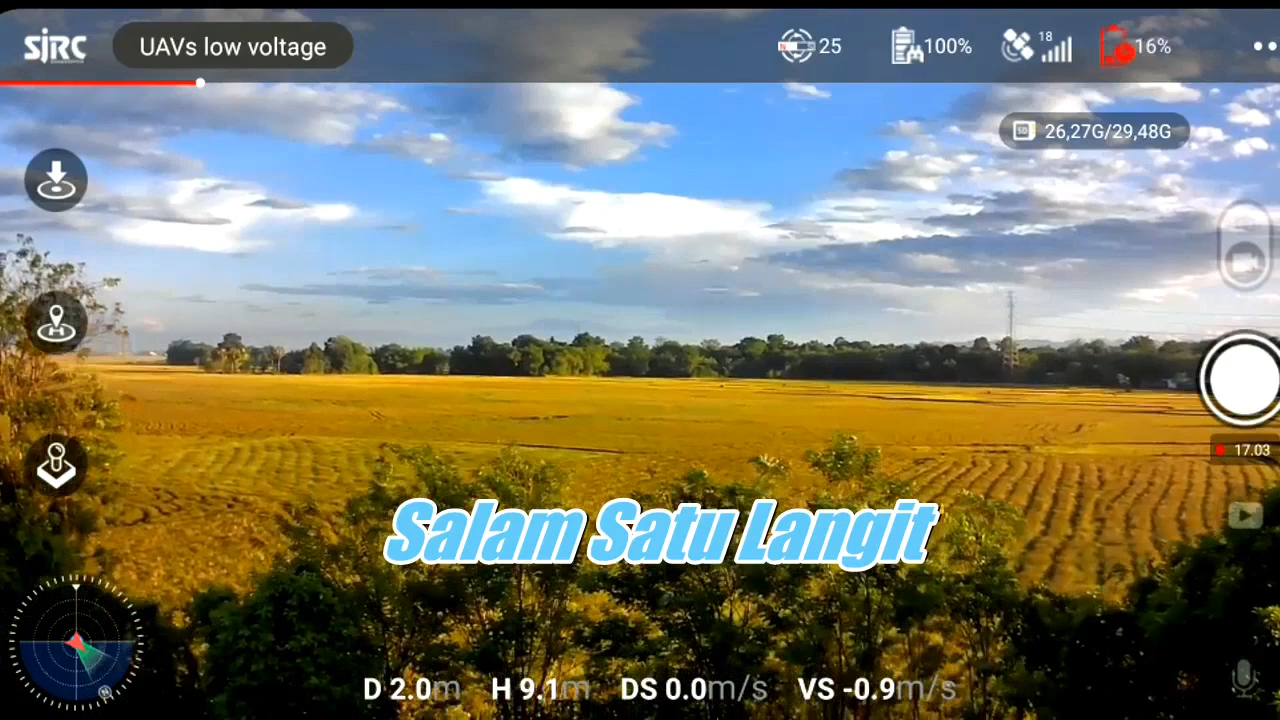 SJRC UAVs low voltage 25 100% 18 16%
SD 26,27G/29,48G
17.03
Salam Satu Langit
D 2.0m H 9.1m DS 0.0m/s VS -0.9m/s